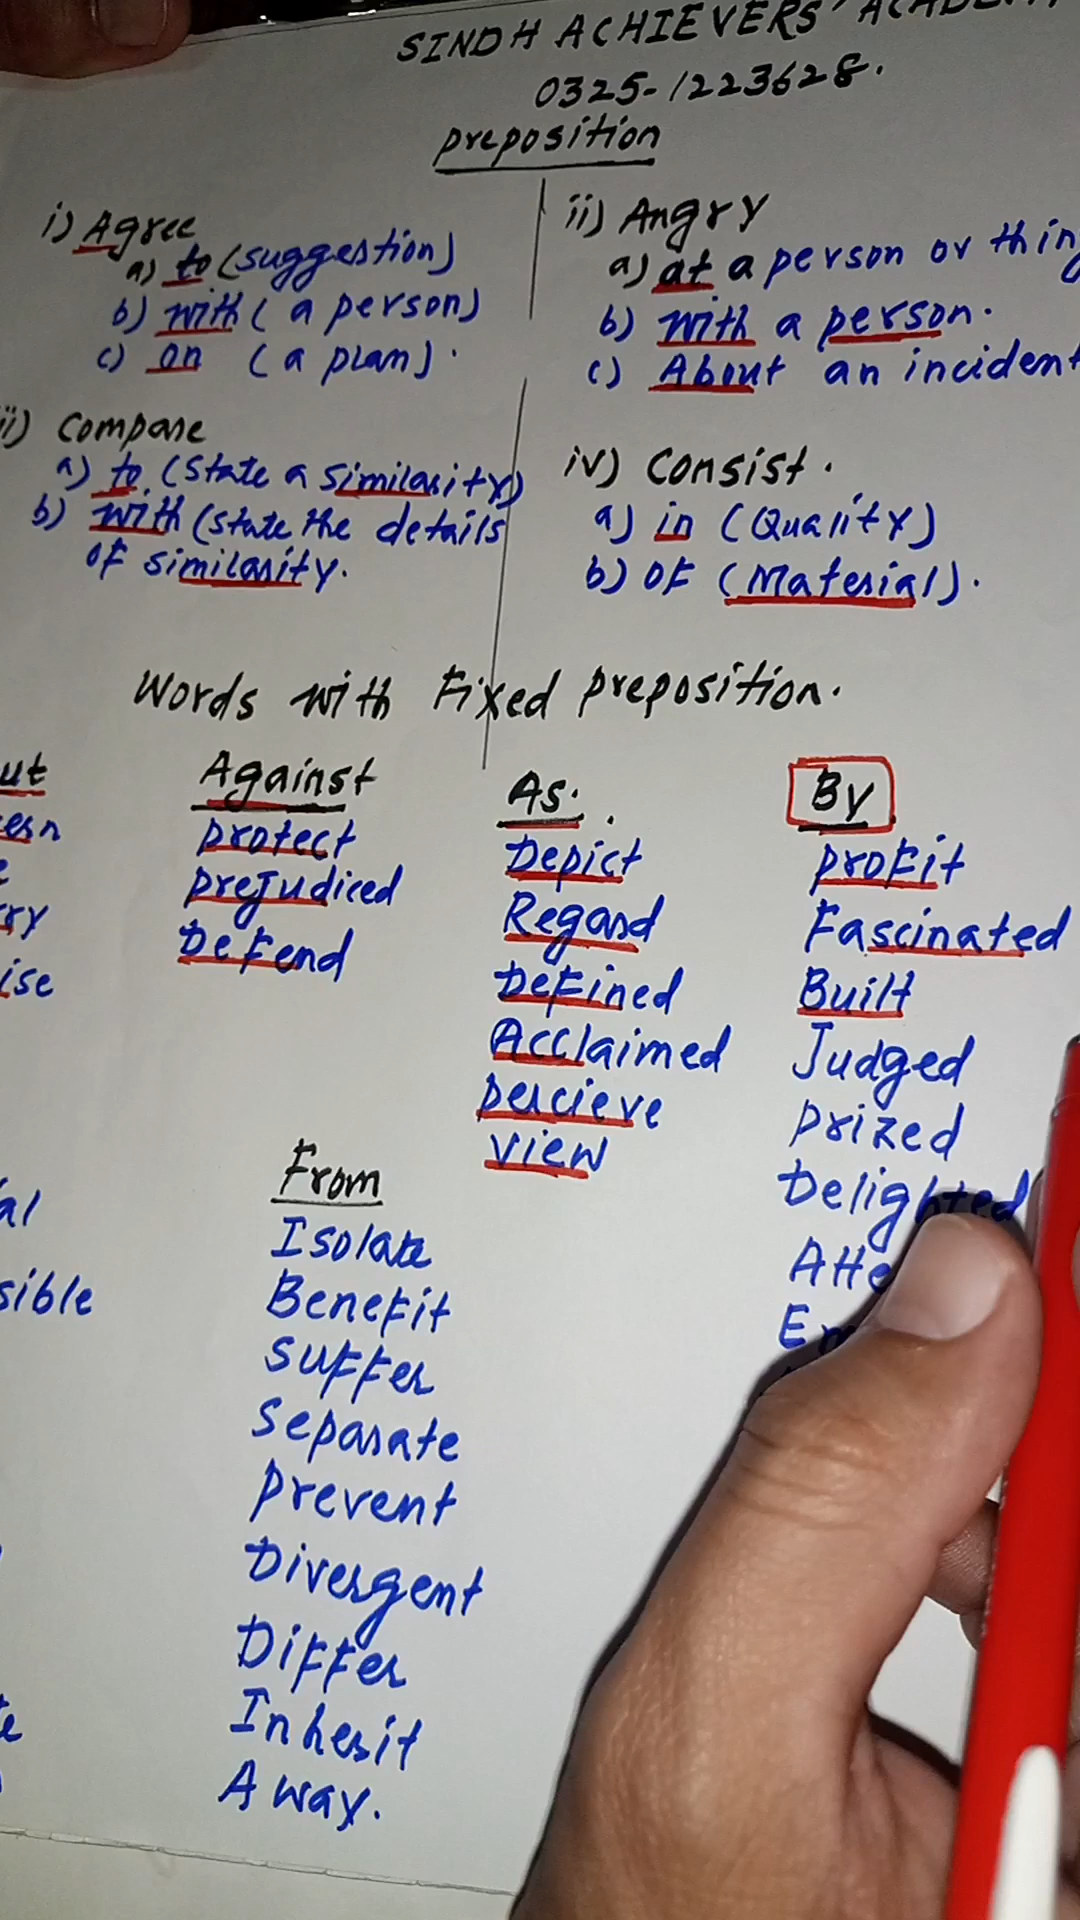 SINDH ACHIEVERS' ACADEM
0325-1223628.
preposition
i) Agree
a) to (suggestion)
b) with ( a person)
c) on ( a plan).
ii) Angry
a) at a person or thin
b) with a person.
c) About an incident
ii) Compare
a) to (State a similarity)
b) with (state the details
of similarity.
iv) Consist.
a) in (Quality)
b) of (Material).
Words with Fixed preposition.
Against
protect
prejudiced
Defend
As.
Depict
Regard
Defined
Acclaimed
percieve
view
By
profit
Fascinated
Built
Judged
prized
Delighted
From
Isolate
Benefit
suffer
separate
prevent
Divergent
Differ
Inherit
Away.